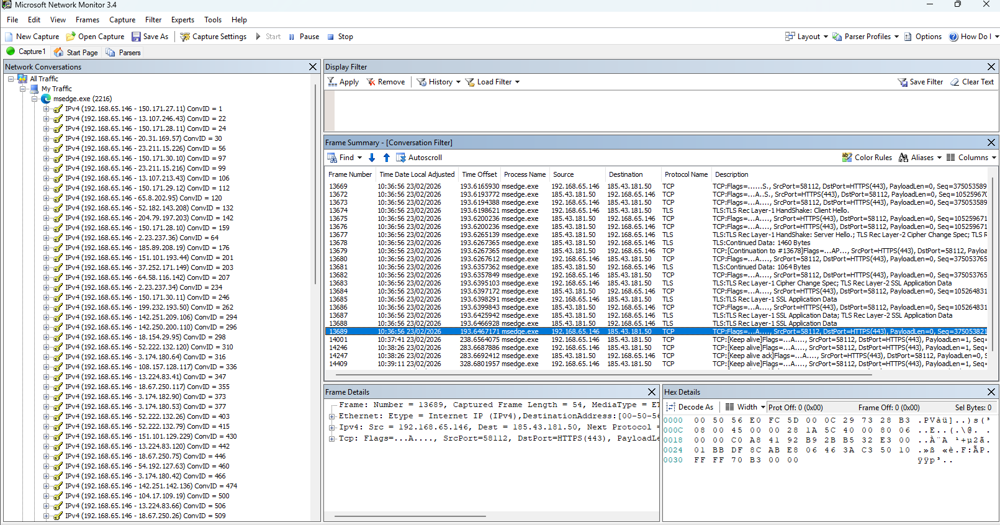 Microsoft Network Monitor 3.4
File Edit View Frames Capture Filter Experts Tools Help
New Capture Open Capture Save As Capture Settings Start Pause Stop Layout Parser Profiles Options How Do I
Capture1 Start Page Parsers
Network Conversations
All Traffic
My Traffic
msedge.exe (2216)
IPv4 (192.168.65.146 - 150.171.27.11) ConvID = 1
IPv4 (192.168.65.146 - 13.107.246.43) ConvID = 22
IPv4 (192.168.65.146 - 150.171.28.11) ConvID = 24
IPv4 (192.168.65.146 - 20.31.169.57) ConvID = 30
IPv4 (192.168.65.146 - 23.211.15.226) ConvID = 56
IPv4 (192.168.65.146 - 150.171.30.10) ConvID = 97
IPv4 (192.168.65.146 - 23.211.15.216) ConvID = 99
IPv4 (192.168.65.146 - 13.107.213.43) ConvID = 106
IPv4 (192.168.65.146 - 150.171.29.12) ConvID = 112
IPv4 (192.168.65.146 - 65.8.202.95) ConvID = 120
IPv4 (192.168.65.146 - 52.182.143.208) ConvID = 132
IPv4 (192.168.65.146 - 204.79.197.203) ConvID = 142
IPv4 (192.168.65.146 - 150.171.28.10) ConvID = 159
IPv4 (192.168.65.146 - 2.23.237.36) ConvID = 64
IPv4 (192.168.65.146 - 185.89.208.19) ConvID = 176
IPv4 (192.168.65.146 - 151.101.193.44) ConvID = 201
IPv4 (192.168.65.146 - 37.252.171.149) ConvID = 203
IPv4 (192.168.65.146 - 64.58.116.142) ConvID = 207
IPv4 (192.168.65.146 - 2.23.237.34) ConvID = 234
IPv4 (192.168.65.146 - 150.171.30.11) ConvID = 246
IPv4 (192.168.65.146 - 199.232.193.50) ConvID = 262
IPv4 (192.168.65.146 - 142.251.209.106) ConvID = 294
IPv4 (192.168.65.146 - 142.250.200.110) ConvID = 296
IPv4 (192.168.65.146 - 18.154.29.95) ConvID = 298
IPv4 (192.168.65.146 - 52.222.132.120) ConvID = 310
IPv4 (192.168.65.146 - 3.174.180.64) ConvID = 316
IPv4 (192.168.65.146 - 108.157.128.117) ConvID = 336
IPv4 (192.168.65.146 - 13.224.83.41) ConvID = 347
IPv4 (192.168.65.146 - 18.67.250.117) ConvID = 355
IPv4 (192.168.65.146 - 3.174.182.90) ConvID = 373
IPv4 (192.168.65.146 - 3.174.180.53) ConvID = 377
IPv4 (192.168.65.146 - 52.222.132.26) ConvID = 403
IPv4 (192.168.65.146 - 52.222.132.79) ConvID = 415
IPv4 (192.168.65.146 - 151.101.129.229) ConvID = 430
IPv4 (192.168.65.146 - 13.224.83.120) ConvID = 442
IPv4 (192.168.65.146 - 18.67.250.75) ConvID = 446
IPv4 (192.168.65.146 - 54.192.127.63) ConvID = 460
IPv4 (192.168.65.146 - 3.174.180.42) ConvID = 466
IPv4 (192.168.65.146 - 142.251.142.136) ConvID = 474
IPv4 (192.168.65.146 - 104.17.109.19) ConvID = 500
IPv4 (192.168.65.146 - 13.224.83.66) ConvID = 506
IPv4 (192.168.65.146 - 18.67.250.26) ConvID = 509
Display Filter
Apply Remove History Load Filter Save Filter Clear Text
Frame Summary - [Conversation Filter]
Find Autoscroll Color Rules Aliases Columns
Frame Number Time Date Local Adjusted Time Offset Process Name Source Destination Protocol Name Description
13669 10:36:56 23/02/2026 193.6165930 msedge.exe 192.168.65.146 185.43.181.50 TCP TCP:Flags=......S., SrcPort=58112, DstPort=HTTPS(443), PayloadLen=0, Seq=375053589
13672 10:36:56 23/02/2026 193.6193772 msedge.exe 185.43.181.50 192.168.65.146 TCP TCP:Flags=...A..S., SrcPort=HTTPS(443), DstPort=58112, PayloadLen=0, Seq=105259670
13673 10:36:56 23/02/2026 193.6194388 msedge.exe 192.168.65.146 185.43.181.50 TCP TCP:Flags=...A...., SrcPort=58112, DstPort=HTTPS(443), PayloadLen=0, Seq=375053589
13674 10:36:56 23/02/2026 193.6198621 msedge.exe 192.168.65.146 185.43.181.50 TLS TLS:TLS Rec Layer-1 HandShake: Client Hello.
13675 10:36:56 23/02/2026 193.6200236 msedge.exe 185.43.181.50 192.168.65.146 TCP TCP:Flags=...A...., SrcPort=HTTPS(443), DstPort=58112, PayloadLen=0, Seq=105259671
13676 10:36:56 23/02/2026 193.6200236 msedge.exe 185.43.181.50 192.168.65.146 TCP TCP:Flags=...A...., SrcPort=HTTPS(443), DstPort=58112, PayloadLen=0, Seq=105259671
13677 10:36:56 23/02/2026 193.6265139 msedge.exe 185.43.181.50 192.168.65.146 TLS TLS:TLS Rec Layer-1 HandShake: Server Hello.; TLS Rec Layer-2 Cipher Change Spec; TLS R
13678 10:36:56 23/02/2026 193.6267365 msedge.exe 185.43.181.50 192.168.65.146 TLS TLS:Continued Data: 1460 Bytes
13679 10:36:56 23/02/2026 193.6267365 msedge.exe 185.43.181.50 192.168.65.146 TCP TCP:[Continuation to #13678]Flags=...AP..., SrcPort=HTTPS(443), DstPort=58112, Payloa
13680 10:36:56 23/02/2026 193.6267612 msedge.exe 192.168.65.146 185.43.181.50 TCP TCP:Flags=...A...., SrcPort=58112, DstPort=HTTPS(443), PayloadLen=0, Seq=375053765
13681 10:36:56 23/02/2026 193.6357362 msedge.exe 185.43.181.50 192.168.65.146 TLS TLS:Continued Data: 1064 Bytes
13682 10:36:56 23/02/2026 193.6357849 msedge.exe 192.168.65.146 185.43.181.50 TCP TCP:Flags=...A...., SrcPort=58112, DstPort=HTTPS(443), PayloadLen=0, Seq=375053765
13683 10:36:56 23/02/2026 193.6395103 msedge.exe 192.168.65.146 185.43.181.50 TLS TLS:TLS Rec Layer-1 Cipher Change Spec; TLS Rec Layer-2 SSL Application Data
13684 10:36:56 23/02/2026 193.6397172 msedge.exe 185.43.181.50 192.168.65.146 TCP TCP:Flags=...A...., SrcPort=HTTPS(443), DstPort=58112, PayloadLen=0, Seq=105264831
13685 10:36:56 23/02/2026 193.6398291 msedge.exe 192.168.65.146 185.43.181.50 TLS TLS:TLS Rec Layer-1 SSL Application Data
13686 10:36:56 23/02/2026 193.6399843 msedge.exe 185.43.181.50 192.168.65.146 TCP TCP:Flags=...A...., SrcPort=HTTPS(443), DstPort=58112, PayloadLen=0, Seq=105264831
13687 10:36:56 23/02/2026 193.6425942 msedge.exe 185.43.181.50 192.168.65.146 TLS TLS:TLS Rec Layer-1 SSL Application Data; TLS Rec Layer-2 SSL Application Data
13688 10:36:56 23/02/2026 193.6466928 msedge.exe 185.43.181.50 192.168.65.146 TLS TLS:TLS Rec Layer-1 SSL Application Data
13689 10:36:56 23/02/2026 193.6467171 msedge.exe 192.168.65.146 185.43.181.50 TCP TCP:Flags=...A...., SrcPort=58112, DstPort=HTTPS(443), PayloadLen=0, Seq=375053821
14001 10:37:41 23/02/2026 238.6564075 msedge.exe 192.168.65.146 185.43.181.50 TCP TCP:[Keep alive]Flags=...A...., SrcPort=58112, DstPort=HTTPS(443), PayloadLen=1, Seq=
14246 10:38:26 23/02/2026 283.6687886 msedge.exe 192.168.65.146 185.43.181.50 TCP TCP:[Keep alive]Flags=...A...., SrcPort=58112, DstPort=HTTPS(443), PayloadLen=1, Seq=
14247 10:38:26 23/02/2026 283.6692412 msedge.exe 185.43.181.50 192.168.65.146 TCP TCP:[Keep alive ack]Flags=...A...., SrcPort=HTTPS(443), DstPort=58112, PayloadLen=0, S
14409 10:39:11 23/02/2026 328.6801957 msedge.exe 192.168.65.146 185.43.181.50 TCP TCP:[Keep alive]Flags=...A...., SrcPort=58112, DstPort=HTTPS(443), PayloadLen=1, Seq=
Frame Details
Frame: Number = 13689, Captured Frame Length = 54, MediaType = ET
Ethernet: Etype = Internet IP (IPv4),DestinationAddress:[00-50-56
Ipv4: Src = 192.168.65.146, Dest = 185.43.181.50, Next Protocol =
Tcp: Flags=...A...., SrcPort=58112, DstPort=HTTPS(443), PayloadLe
Hex Details
Decode As Width Prot Off: 0 (0x00) Frame Off: 0 (0x00) Sel Bytes: 0
0000 00 50 56 E0 FC 5D 00 0C 29 73 28 B3 .PVàü]..)s(³
000C 08 00 45 00 00 28 1A 5C 40 00 80 06 ..E..(.\@. .
0018 00 00 C0 A8 41 92 B9 2B B5 32 E3 00 ..À¨A ¹+µ2ã.
0024 01 BB DF 8C AB E8 06 46 3A C3 50 10 .»ß «è.F:ÃP.
0030 FF FF 70 B3 00 00 ÿÿp³..